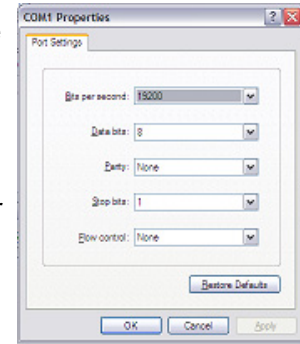 COM1 Properties
Port Settings
Bits per second: 19200
Data bits: 8
Parity: None
Stop bits: 1
Flow control: None
Restore Defaults
OK Cancel Apply